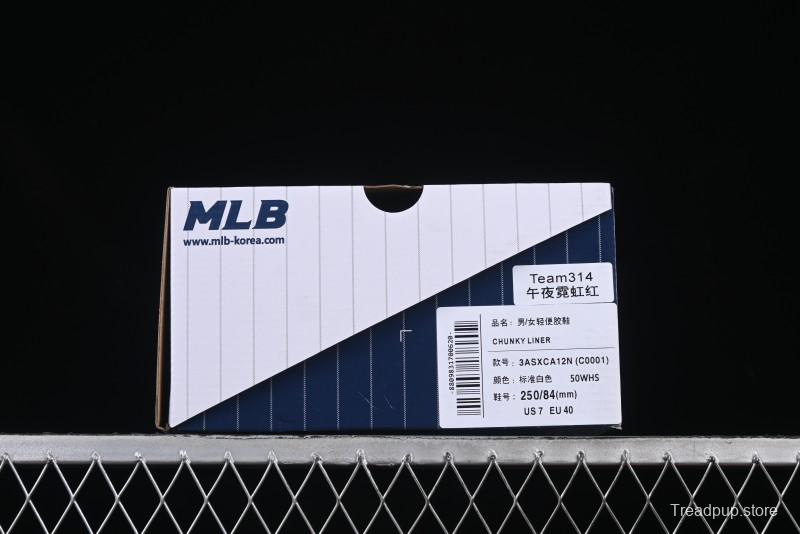 MLB
www.mlb-korea.com
Team314
午夜霓虹红
品名：男/女轻便胶鞋
CHUNKY LINER
款号：3ASXCA12N (C0001)
颜色：标准白色 50WHS
鞋号：250/84(mm)
US 7 EU 40
-8809831700620-
Treadpup.store